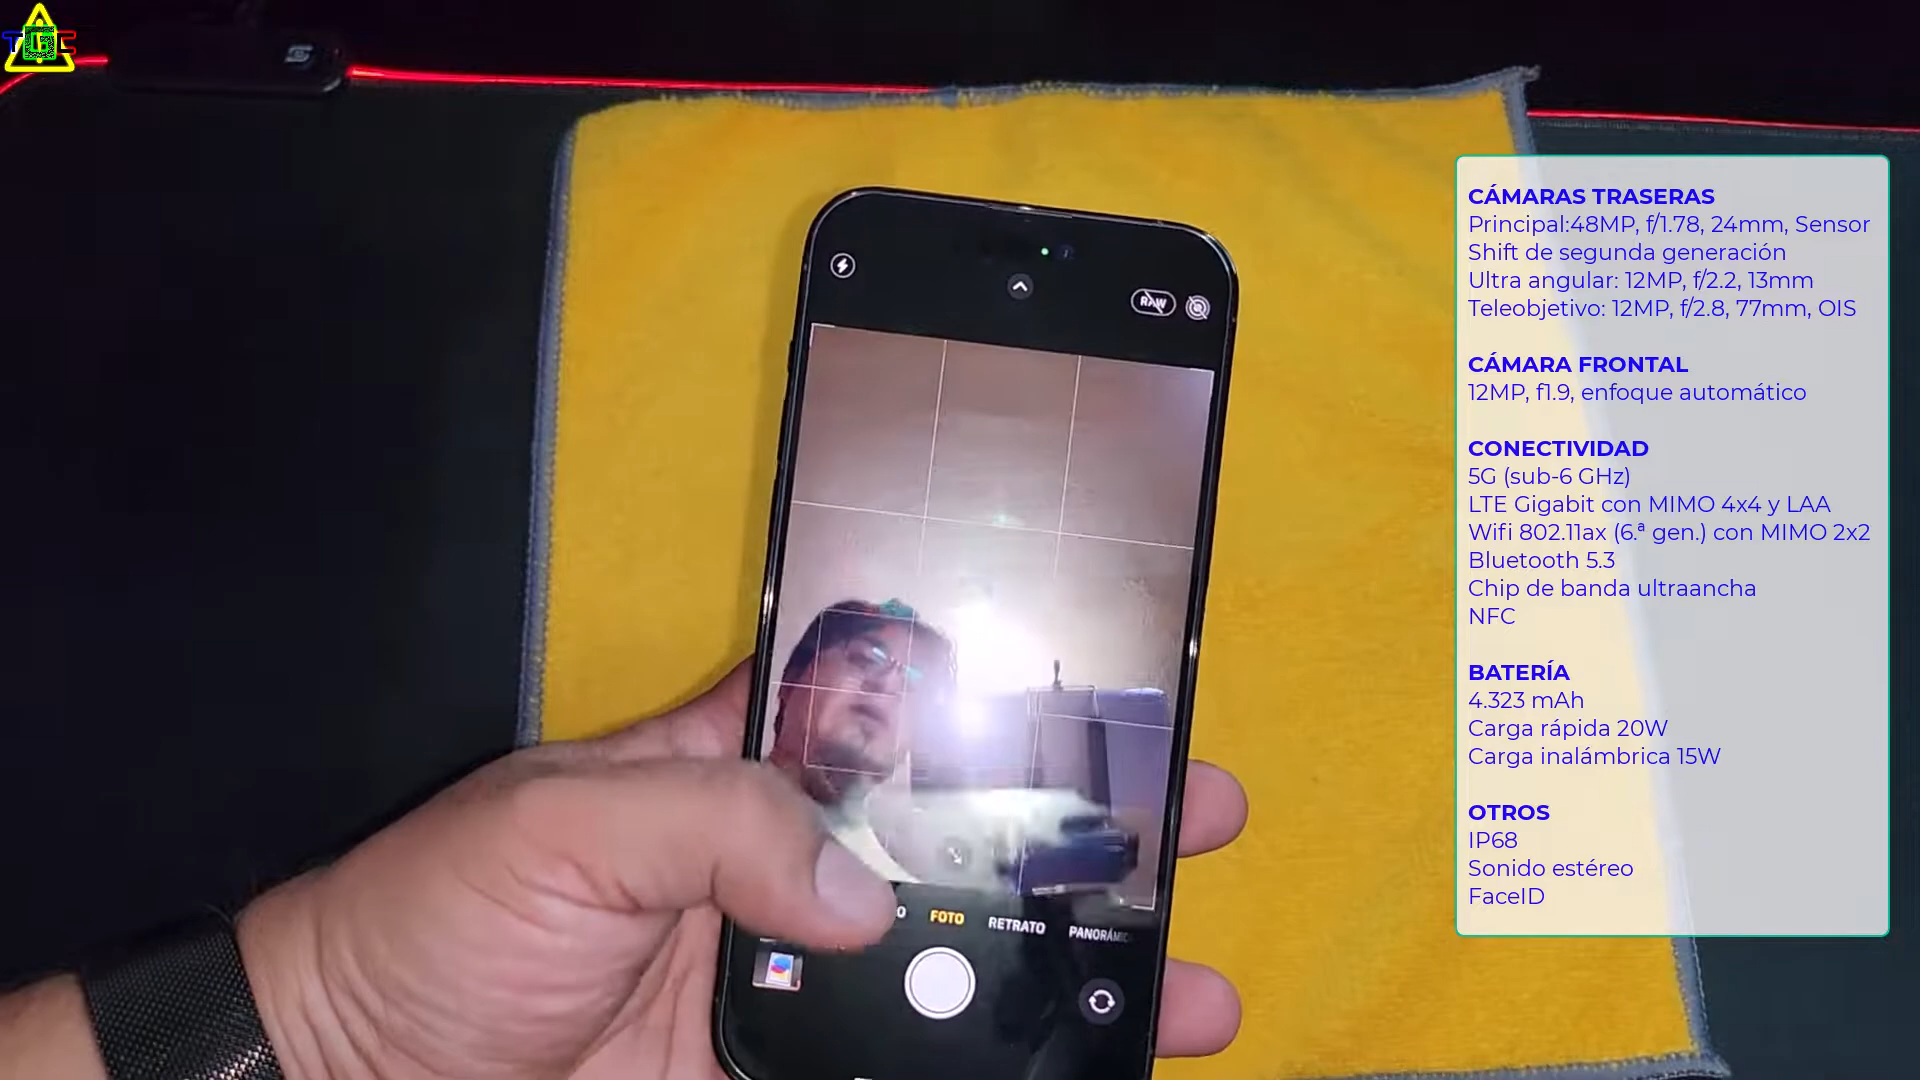 CÁMARAS TRASERAS
Principal:48MP, f/1.78, 24mm, Sensor
Shift de segunda generación
Ultra angular: 12MP, f/2.2, 13mm
Teleobjetivo: 12MP, f/2.8, 77mm, OIS
CÁMARA FRONTAL
12MP, f1.9, enfoque automático
CONECTIVIDAD
5G (sub-6 GHz)
LTE Gigabit con MIMO 4x4 y LAA
Wifi 802.11ax (6.ª gen.) con MIMO 2x2
Bluetooth 5.3
Chip de banda ultraancha
NFC
BATERÍA
4.323 mAh
Carga rápida 20W
Carga inalámbrica 15W
OTROS
IP68
Sonido estéreo
FaceID
RAW
FOTO RETRATO